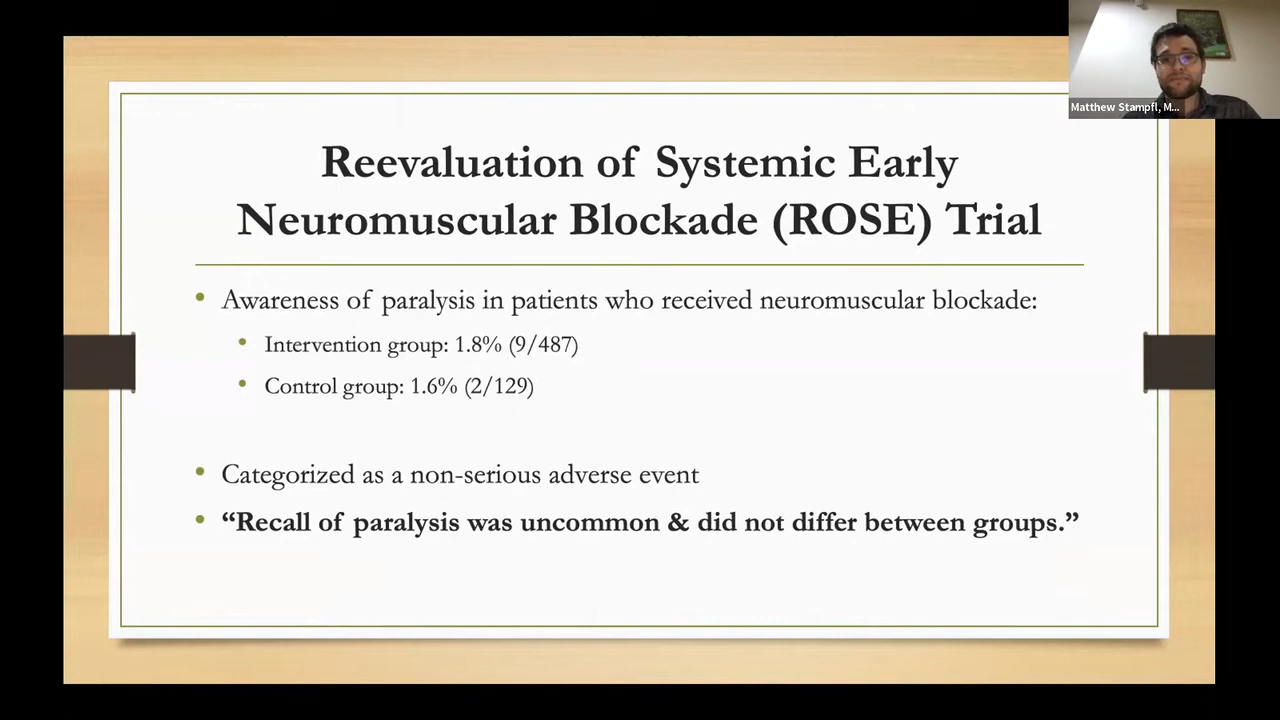 Matthew Stampfl, M...
Reevaluation of Systemic Early
Neuromuscular Blockade (ROSE) Trial
• Awareness of paralysis in patients who received neuromuscular blockade:
• Intervention group: 1.8% (9/487)
• Control group: 1.6% (2/129)
• Categorized as a non-serious adverse event
• “Recall of paralysis was uncommon & did not differ between groups.”